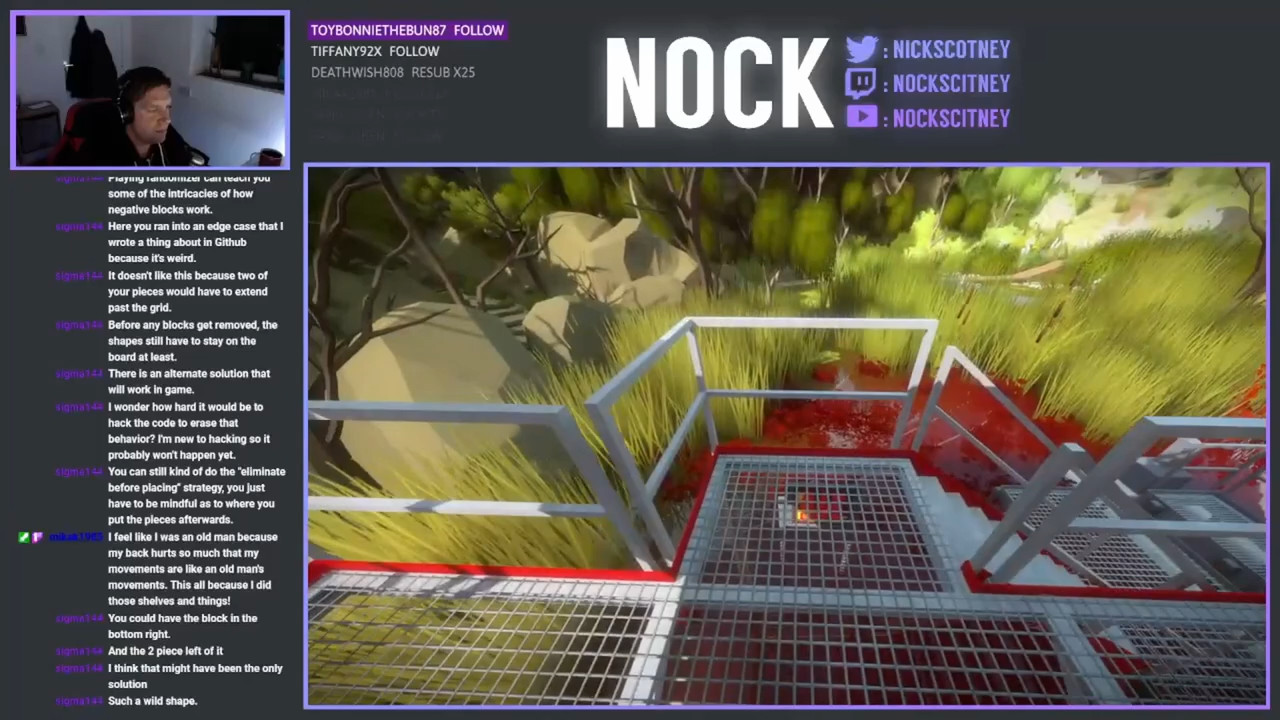 TOYBONNIETHEBUN87 FOLLOW
TIFFANY92X FOLLOW
DEATHWISH808 RESUB X25
NOCK
: NICKSCOTNEY
: NOCKSCITNEY
: NOCKSCITNEY
Playing randomizer can teach you
some of the intricacies of how
negative blocks work.
Here you ran into an edge case that I
wrote a thing about in Github
because it's weird.
It doesn't like this because two of
your pieces would have to extend
past the grid.
Before any blocks get removed, the
shapes still have to stay on the
board at least.
There is an alternate solution that
will work in game.
I wonder how hard it would be to
hack the code to erase that
behavior? I'm new to hacking so it
probably won't happen yet.
You can still kind of do the "eliminate
before placing" strategy, you just
have to be mindful as to where you
put the pieces afterwards.
I feel like I was an old man because
my back hurts so much that my
movements are like an old man's
movements. This all because I did
those shelves and things!
You could have the block in the
bottom right.
And the 2 piece left of it
I think that might have been the only
solution
Such a wild shape.